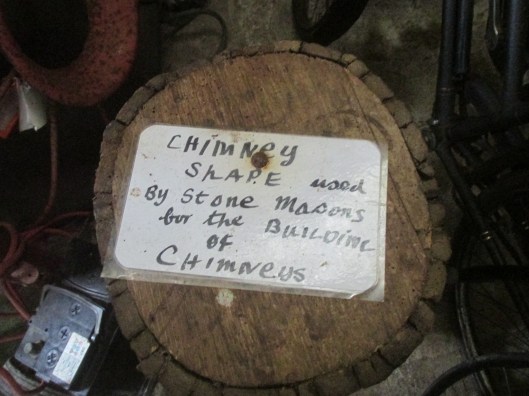 CHIMNEY
SHAPE used
By STONE MASONS
for the BUILDING
OF
CHIMNEYS